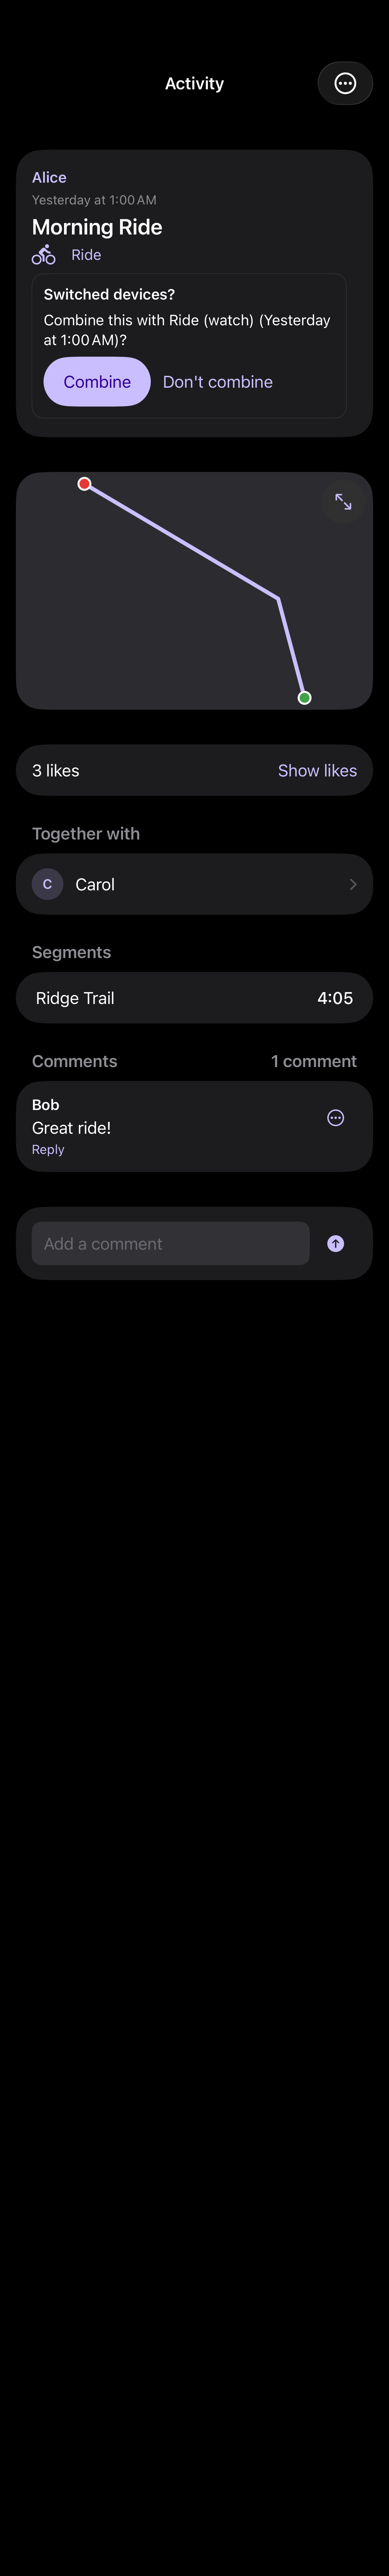 Activity
Alice
Yesterday at 1:00 AM
Morning Ride
Ride
Switched devices?
Combine this with Ride (watch) (Yesterday
at 1:00 AM)?
Combine
Don't combine
3 likes
Show likes
Together with
C
Carol
Segments
Ridge Trail
4:05
Comments
1 comment
Bob
Great ride!
Reply
Add a comment